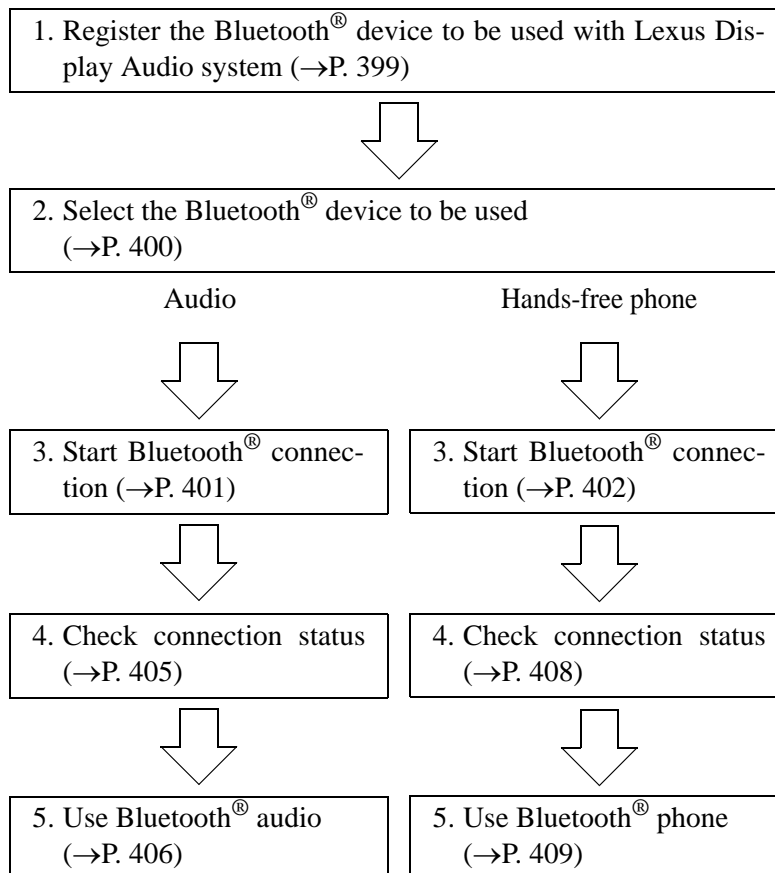 1. Register the Bluetooth® device to be used with Lexus Dis-
play Audio system (→P. 399)
2. Select the Bluetooth® device to be used
(→P. 400)
Audio
Hands-free phone
3. Start Bluetooth® connec-
tion (→P. 401)
3. Start Bluetooth® connec-
tion (→P. 402)
4. Check connection status
(→P. 405)
4. Check connection status
(→P. 408)
5. Use Bluetooth® audio
(→P. 406)
5. Use Bluetooth® phone
(→P. 409)